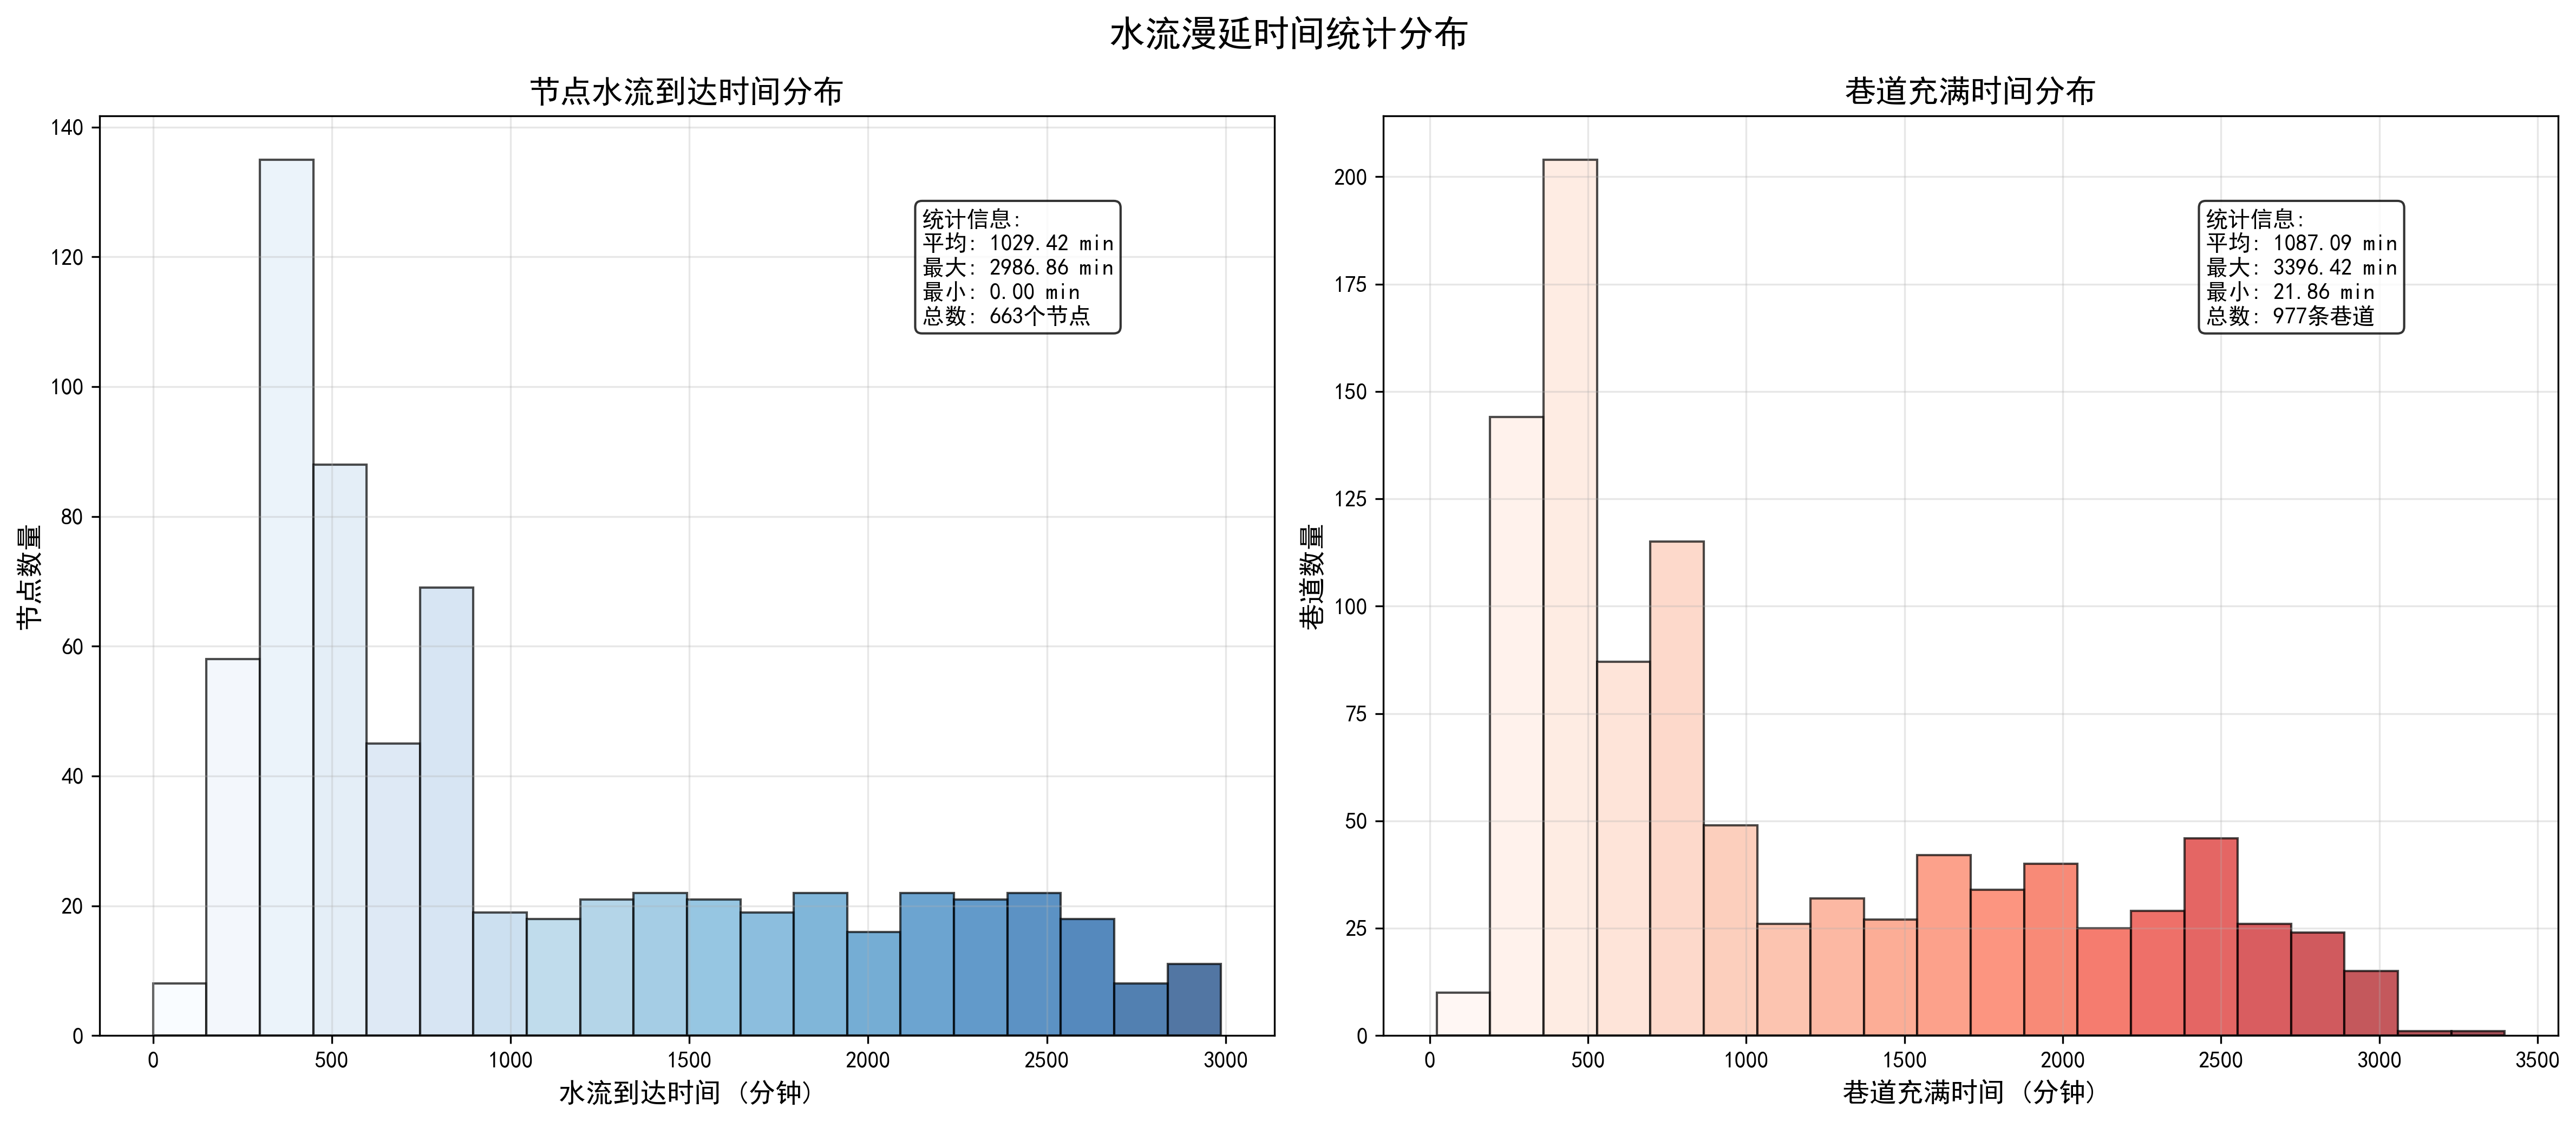 水流漫延时间统计分布
节点水流到达时间分布
140
120
100
80
60
40
20
0
节点数量
统计信息:
平均: 1029.42 min
最大: 2986.86 min
最小: 0.00 min
总数: 663个节点
0 500 1000 1500 2000 2500 3000
水流到达时间 (分钟)
巷道充满时间分布
200
175
150
125
100
75
50
25
0
巷道数量
统计信息:
平均: 1087.09 min
最大: 3396.42 min
最小: 21.86 min
总数: 977条巷道
0 500 1000 1500 2000 2500 3000 3500
巷道充满时间 (分钟)